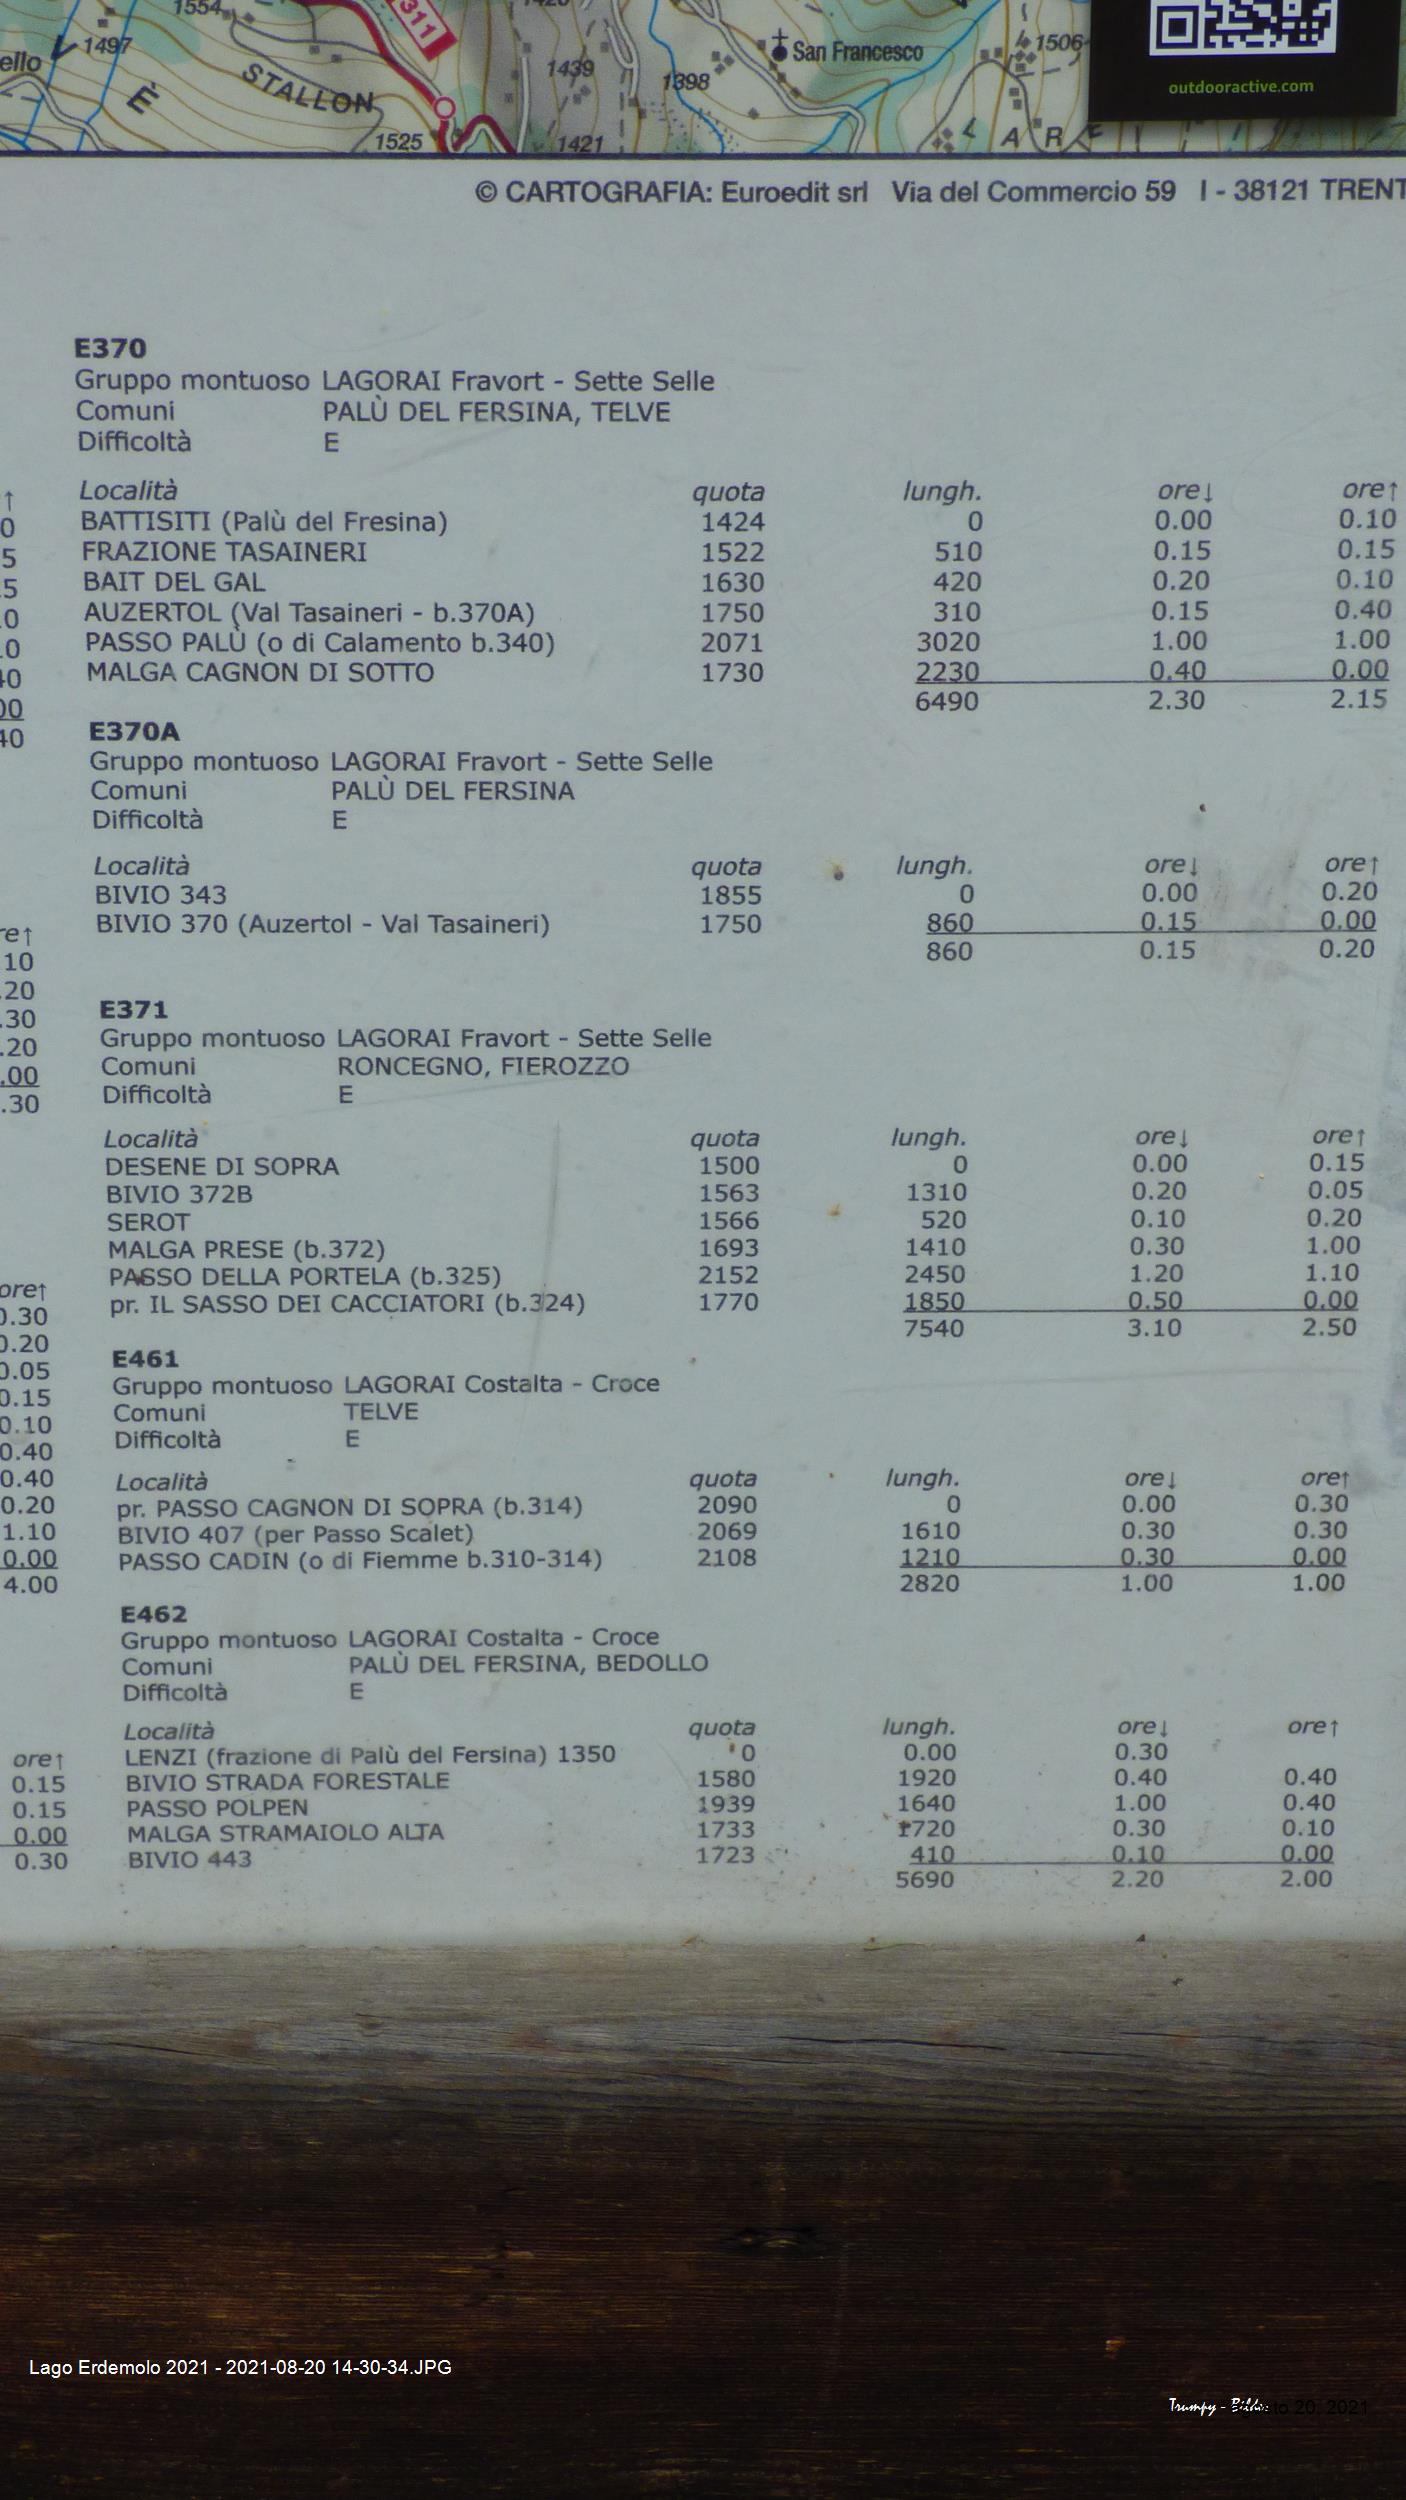 1554
311
1497
ello
STALLON
È
1439
1398
San Francesco
1506
outdooractive.com
1525
1421
LARE
© CARTOGRAFIA: Euroedit srl Via del Commercio 59 I - 38121 TRENT
E370
Gruppo montuoso LAGORAI Fravort - Sette Selle
Comuni PALÙ DEL FERSINA, TELVE
Difficoltà E
Località quota lungh. ore↓ ore↑
BATTISITI (Palù del Fresina) 1424 0 0.00 0.10
FRAZIONE TASAINERI 1522 510 0.15 0.15
BAIT DEL GAL 1630 420 0.20 0.10
AUZERTOL (Val Tasaineri - b.370A) 1750 310 0.15 0.40
PASSO PALÙ (o di Calamento b.340) 2071 3020 1.00 1.00
MALGA CAGNON DI SOTTO 1730 2230 0.40 0.00
6490 2.30 2.15
E370A
Gruppo montuoso LAGORAI Fravort - Sette Selle
Comuni PALÙ DEL FERSINA
Difficoltà E
Località quota lungh. ore↓ ore↑
BIVIO 343 1855 0 0.00 0.20
BIVIO 370 (Auzertol - Val Tasaineri) 1750 860 0.15 0.00
860 0.15 0.20
E371
Gruppo montuoso LAGORAI Fravort - Sette Selle
Comuni RONCEGNO, FIEROZZO
Difficoltà E
Località quota lungh. ore↓ ore↑
DESENE DI SOPRA 1500 0 0.00 0.15
BIVIO 372B 1563 1310 0.20 0.05
SEROT 1566 520 0.10 0.20
MALGA PRESE (b.372) 1693 1410 0.30 1.00
PASSO DELLA PORTELA (b.325) 2152 2450 1.20 1.10
pr. IL SASSO DEI CACCIATORI (b.324) 1770 1850 0.50 0.00
7540 3.10 2.50
E461
Gruppo montuoso LAGORAI Costalta - Croce
Comuni TELVE
Difficoltà E
Località quota lungh. ore↓ ore↑
pr. PASSO CAGNON DI SOPRA (b.314) 2090 0 0.00 0.30
BIVIO 407 (per Passo Scalet) 2069 1610 0.30 0.30
PASSO CADIN (o di Fiemme b.310-314) 2108 1210 0.30 0.00
2820 1.00 1.00
E462
Gruppo montuoso LAGORAI Costalta - Croce
Comuni PALÙ DEL FERSINA, BEDOLLO
Difficoltà E
Località quota lungh. ore↓ ore↑
LENZI (frazione di Palù del Fersina) 1350 0 0.00 0.30
BIVIO STRADA FORESTALE 1580 1920 0.40 0.40
PASSO POLPEN 1939 1640 1.00 0.40
MALGA STRAMAIOLO ALTA 1733 1720 0.30 0.10
BIVIO 443 1723 410 0.10 0.00
5690 2.20 2.00
ore↑
0.15
0.15
0.00
0.30
Lago Erdemolo 2021 - 2021-08-20 14-30-34.JPG
Trumpy - Bilds
20, 2021